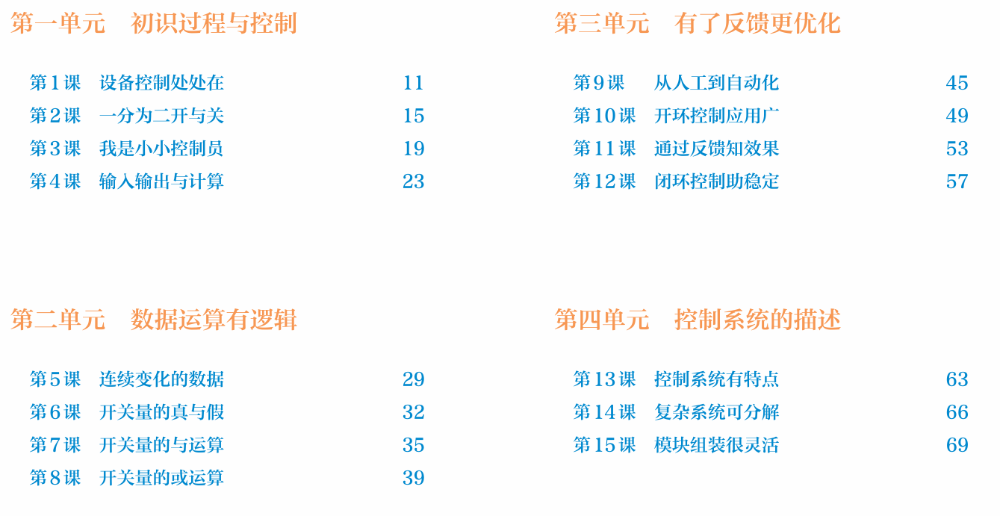 第一单元 初识过程与控制
第1课 设备控制处处在 11
第2课 一分为二开与关 15
第3课 我是小小控制员 19
第4课 输入输出与计算 23
第二单元 数据运算有逻辑
第5课 连续变化的数据 29
第6课 开关量的真与假 32
第7课 开关量的与运算 35
第8课 开关量的或运算 39
第三单元 有了反馈更优化
第9课 从人工到自动化 45
第10课 开环控制应用广 49
第11课 通过反馈知效果 53
第12课 闭环控制助稳定 57
第四单元 控制系统的描述
第13课 控制系统有特点 63
第14课 复杂系统可分解 66
第15课 模块组装很灵活 69